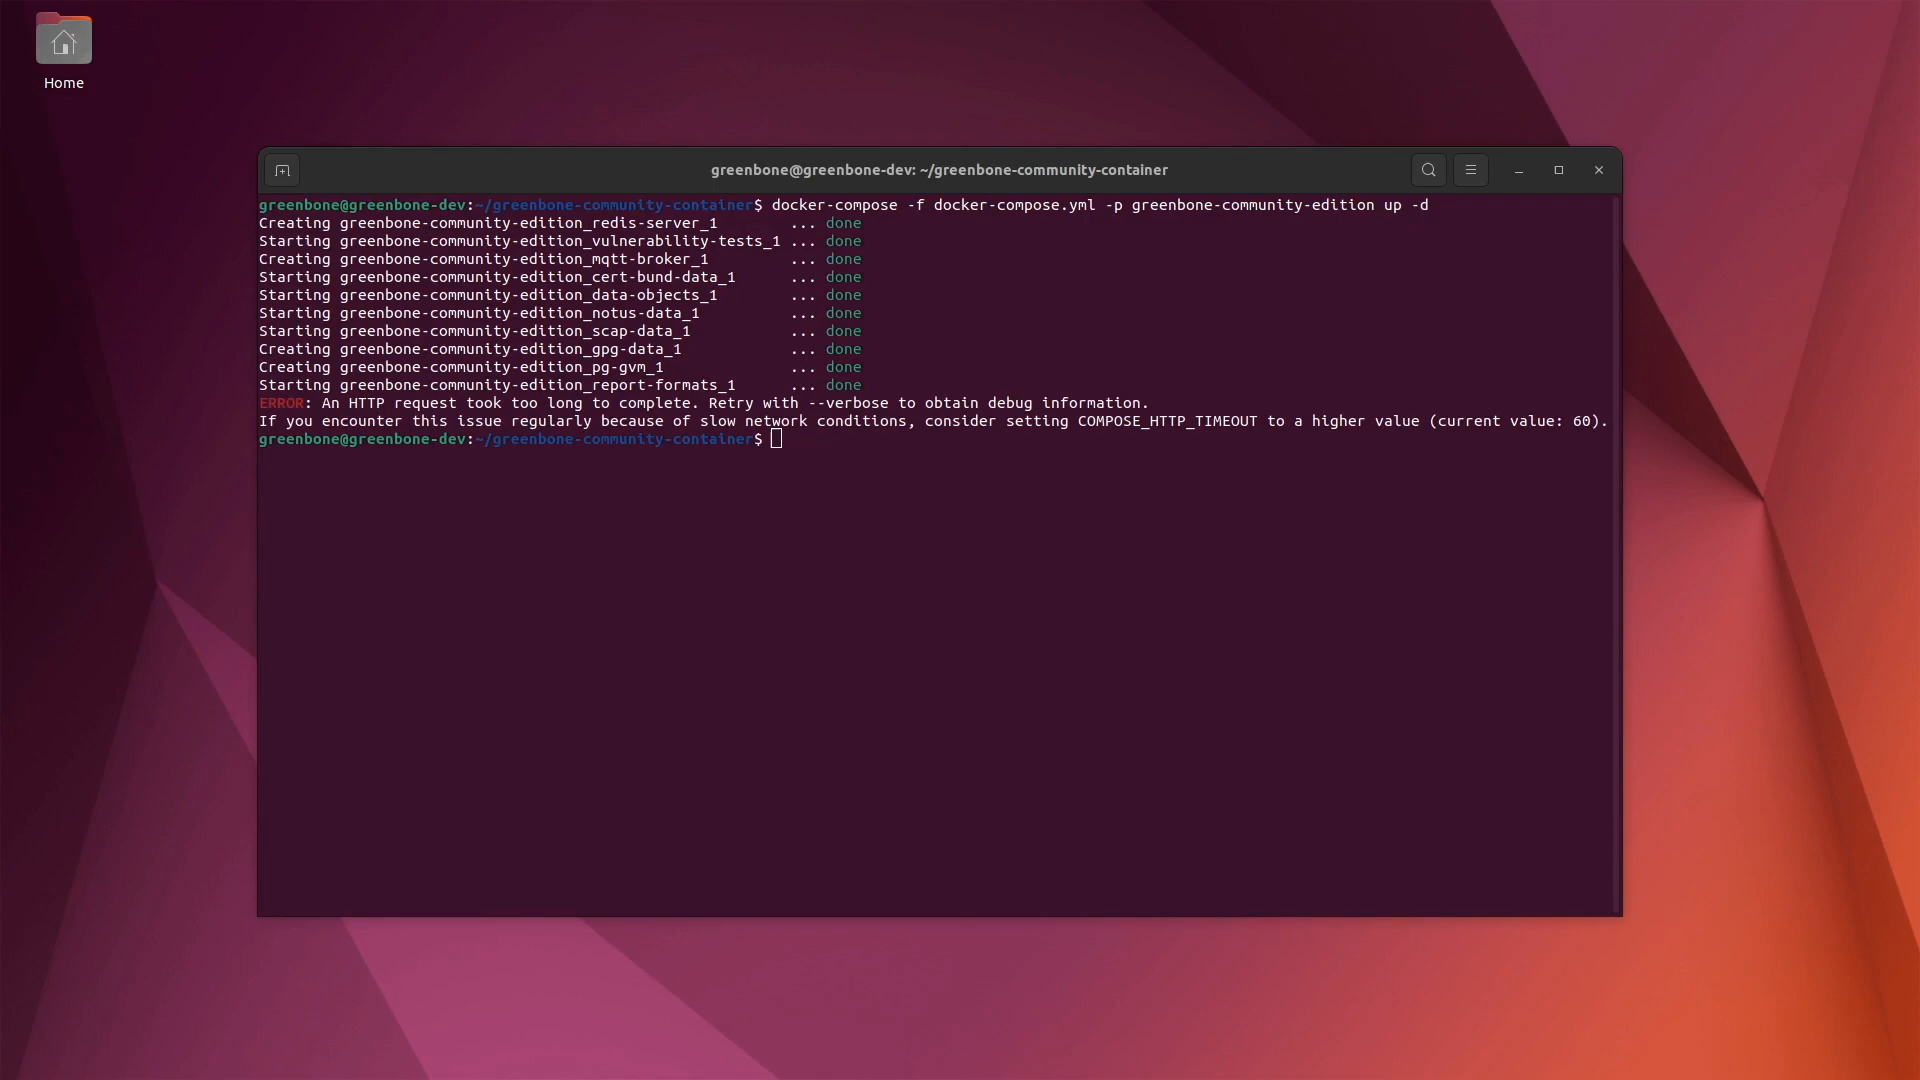 Home
greenbone@greenbone-dev: ~/greenbone-community-container
greenbone@greenbone-dev:~/greenbone-community-container$ docker-compose -f docker-compose.yml -p greenbone-community-edition up -d
Creating greenbone-community-edition_redis-server_1        ... done
Starting greenbone-community-edition_vulnerability-tests_1 ... done
Creating greenbone-community-edition_mqtt-broker_1         ... done
Starting greenbone-community-edition_cert-bund-data_1      ... done
Starting greenbone-community-edition_data-objects_1        ... done
Starting greenbone-community-edition_notus-data_1          ... done
Starting greenbone-community-edition_scap-data_1           ... done
Creating greenbone-community-edition_gpg-data_1            ... done
Creating greenbone-community-edition_pg-gvm_1              ... done
Starting greenbone-community-edition_report-formats_1      ... done
ERROR: An HTTP request took too long to complete. Retry with --verbose to obtain debug information.
If you encounter this issue regularly because of slow network conditions, consider setting COMPOSE_HTTP_TIMEOUT to a higher value (current value: 60).
greenbone@greenbone-dev:~/greenbone-community-container$